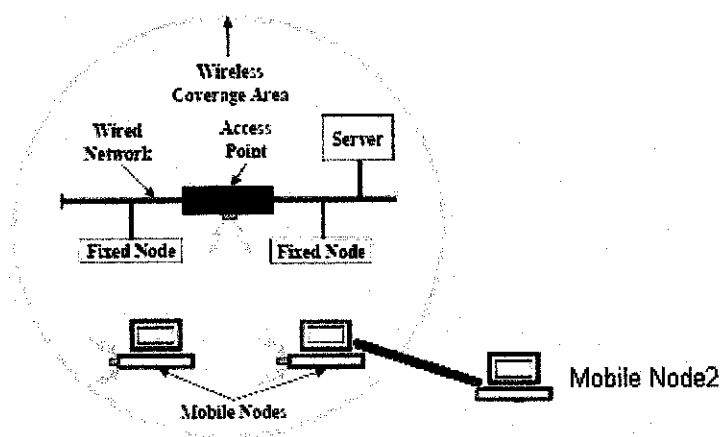 Wireless
Coverage Area
Wired
Network
Access
Point
Server
Fixed Node
Fixed Node
Mobile Node2
Mobile Nodes